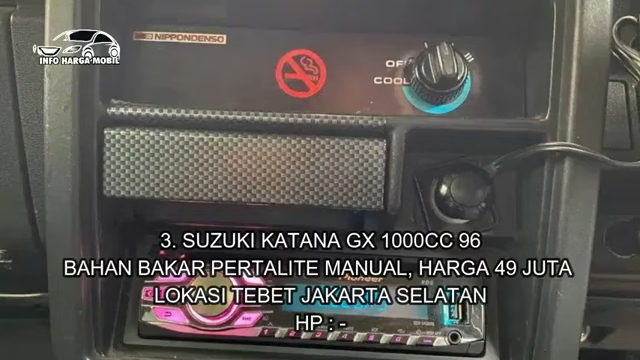 INFO HARGA MOBIL
NIPPONDENSO
OFF
COOL
3. SUZUKI KATANA GX 1000CC 96
BAHAN BAKAR PERTALITE MANUAL, HARGA 49 JUTA
LOKASI TEBET JAKARTA SELATAN
HP : -
Pioneer